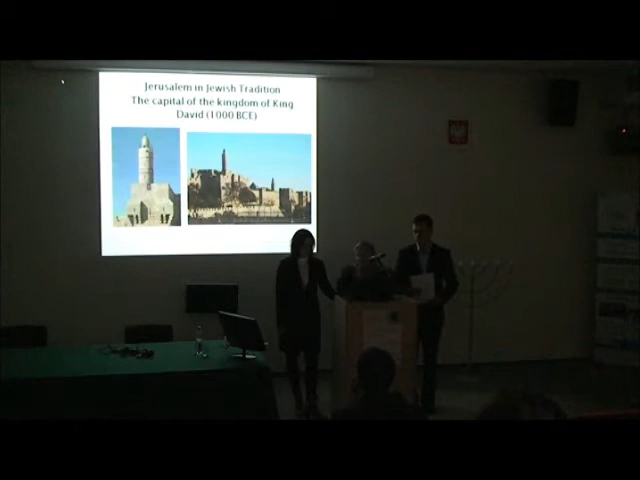 Jerusalem in Jewish Tradition
The capital of the kingdom of King
David (1000 BCE)